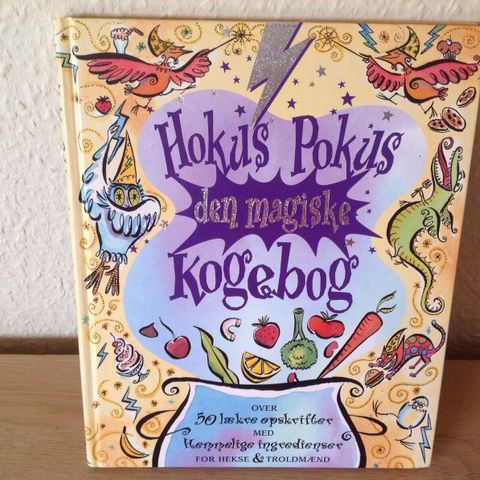 Hokus Pokus
den magiske
Kogebog
OVER
50 lækre opskrifter
MED
Hemmelige ingredienser
FOR HEKSE & TROLDMÆND